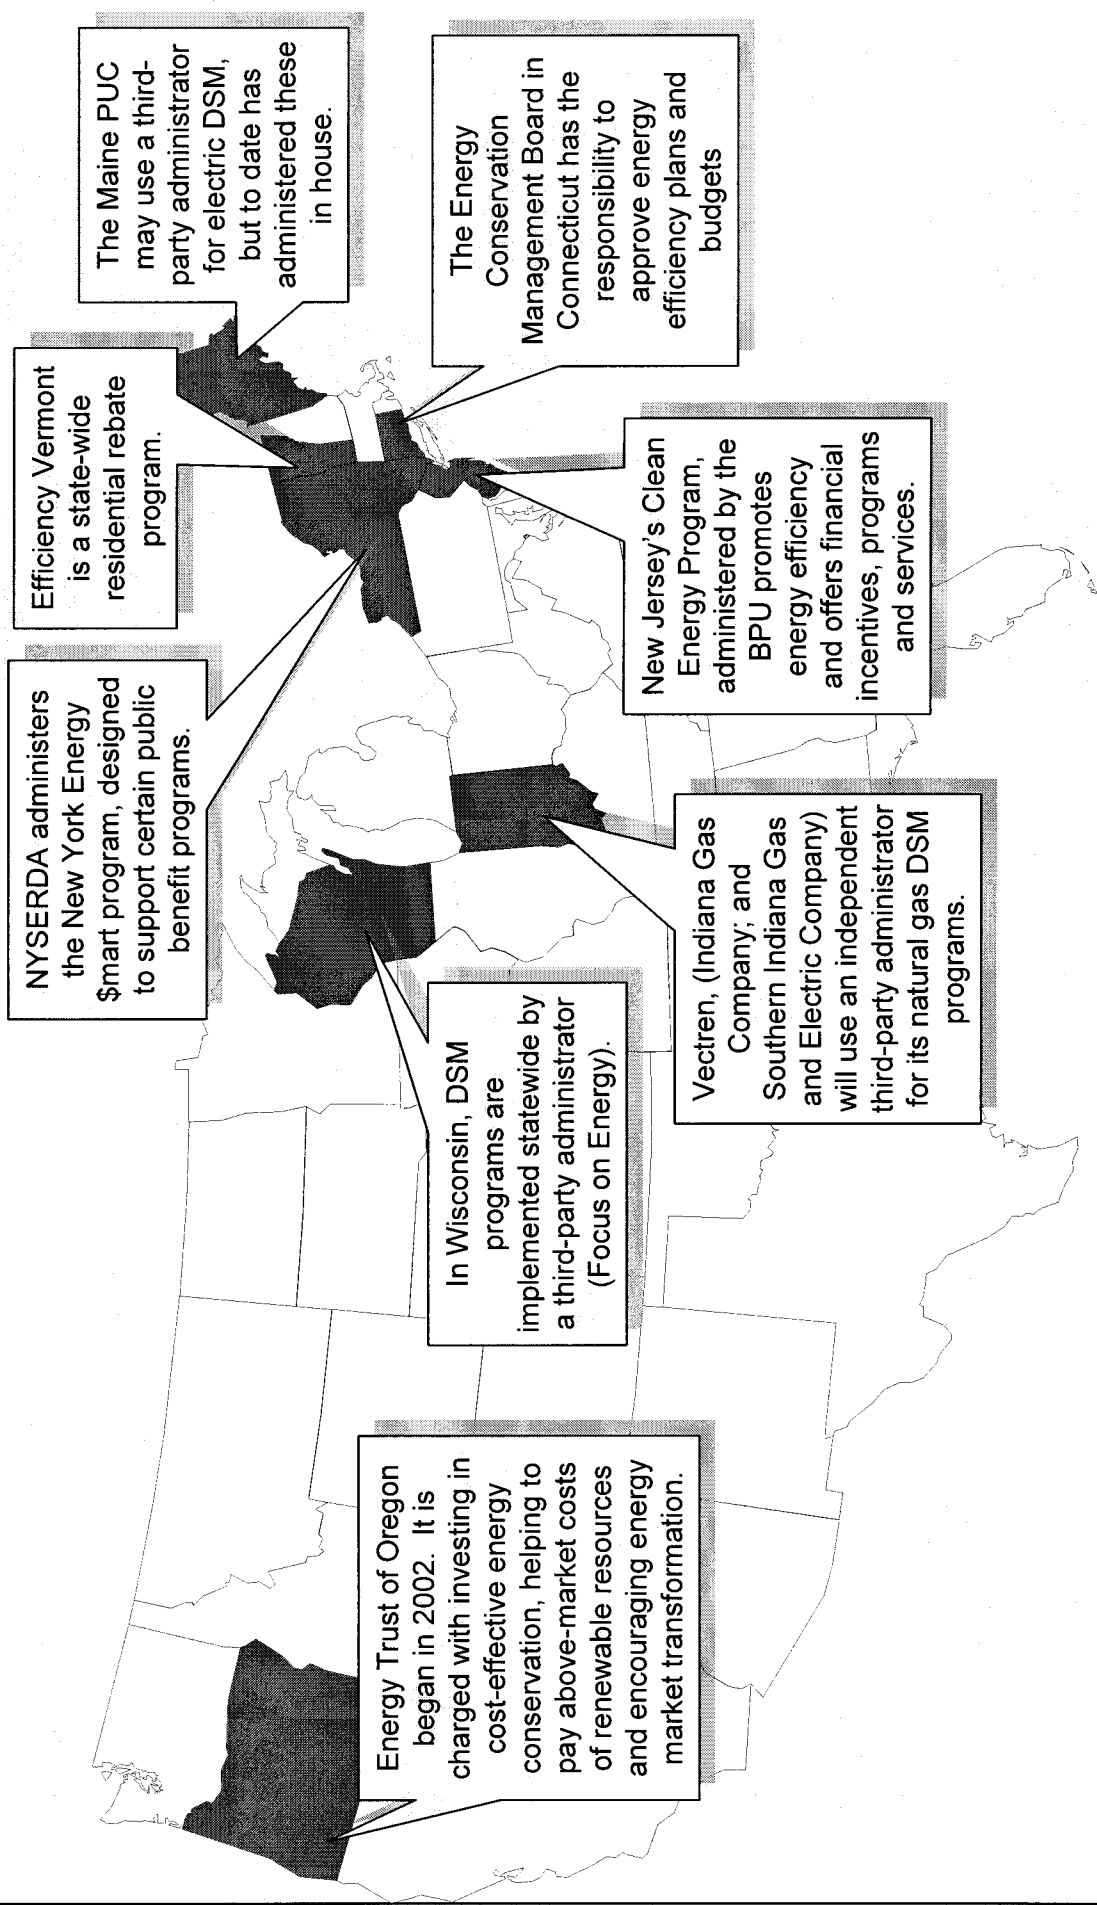 NYSERDA administers
the New York Energy
$mart program, designed
to support certain public
benefit programs.
Efficiency Vermont
is a state-wide
residential rebate
program.
The Maine PUC
may use a third-
party administrator
for electric DSM,
but to date has
administered these
in house.
Energy Trust of Oregon
began in 2002. It is
charged with investing in
cost-effective energy
conservation, helping to
pay above-market costs
of renewable resources
and encouraging energy
market transformation.
In Wisconsin, DSM
programs are
implemented statewide by
a third-party administrator
(Focus on Energy).
The Energy
Conservation
Management Board in
Connecticut has the
responsibility to
approve energy
efficiency plans and
budgets
Vectren, (Indiana Gas
Company; and
Southern Indiana Gas
and Electric Company)
will use an independent
third-party administrator
for its natural gas DSM
programs.
New Jersey's Clean
Energy Program,
administered by the
BPU promotes
energy efficiency
and offers financial
incentives, programs
and services.